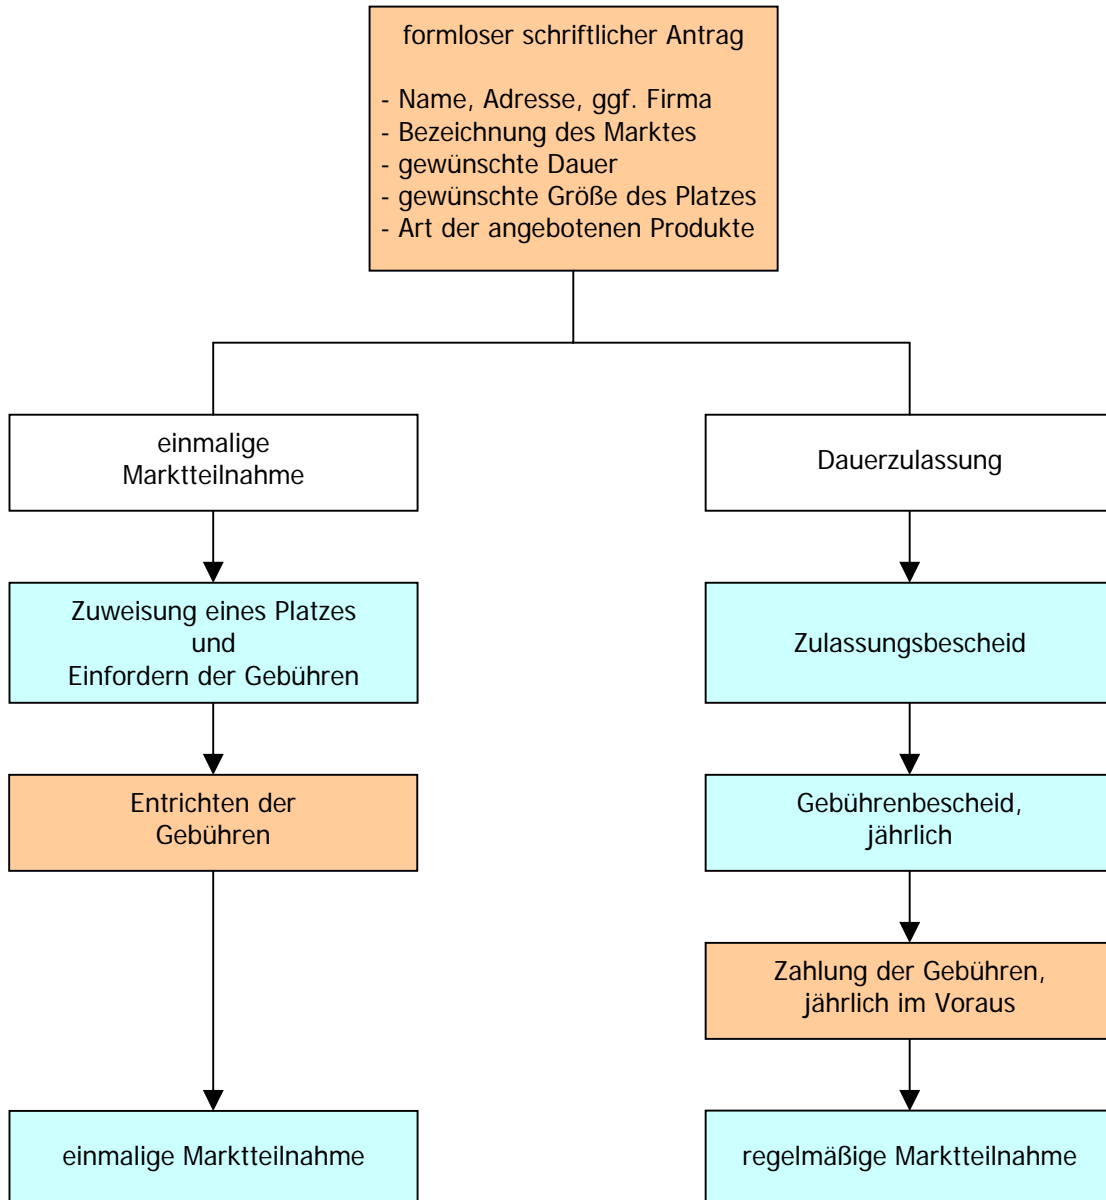 formloser schriftlicher Antrag
- Name, Adresse, ggf. Firma
- Bezeichnung des Marktes
- gewünschte Dauer
- gewünschte Größe des Platzes
- Art der angebotenen Produkte
einmalige
Marktteilnahme
Zuweisung eines Platzes
und
Einfordern der Gebühren
Entrichten der
Gebühren
einmalige Marktteilnahme
Dauerzulassung
Zulassungsbescheid
Gebührenbescheid,
jährlich
Zahlung der Gebühren,
jährlich im Voraus
regelmäßige Marktteilnahme